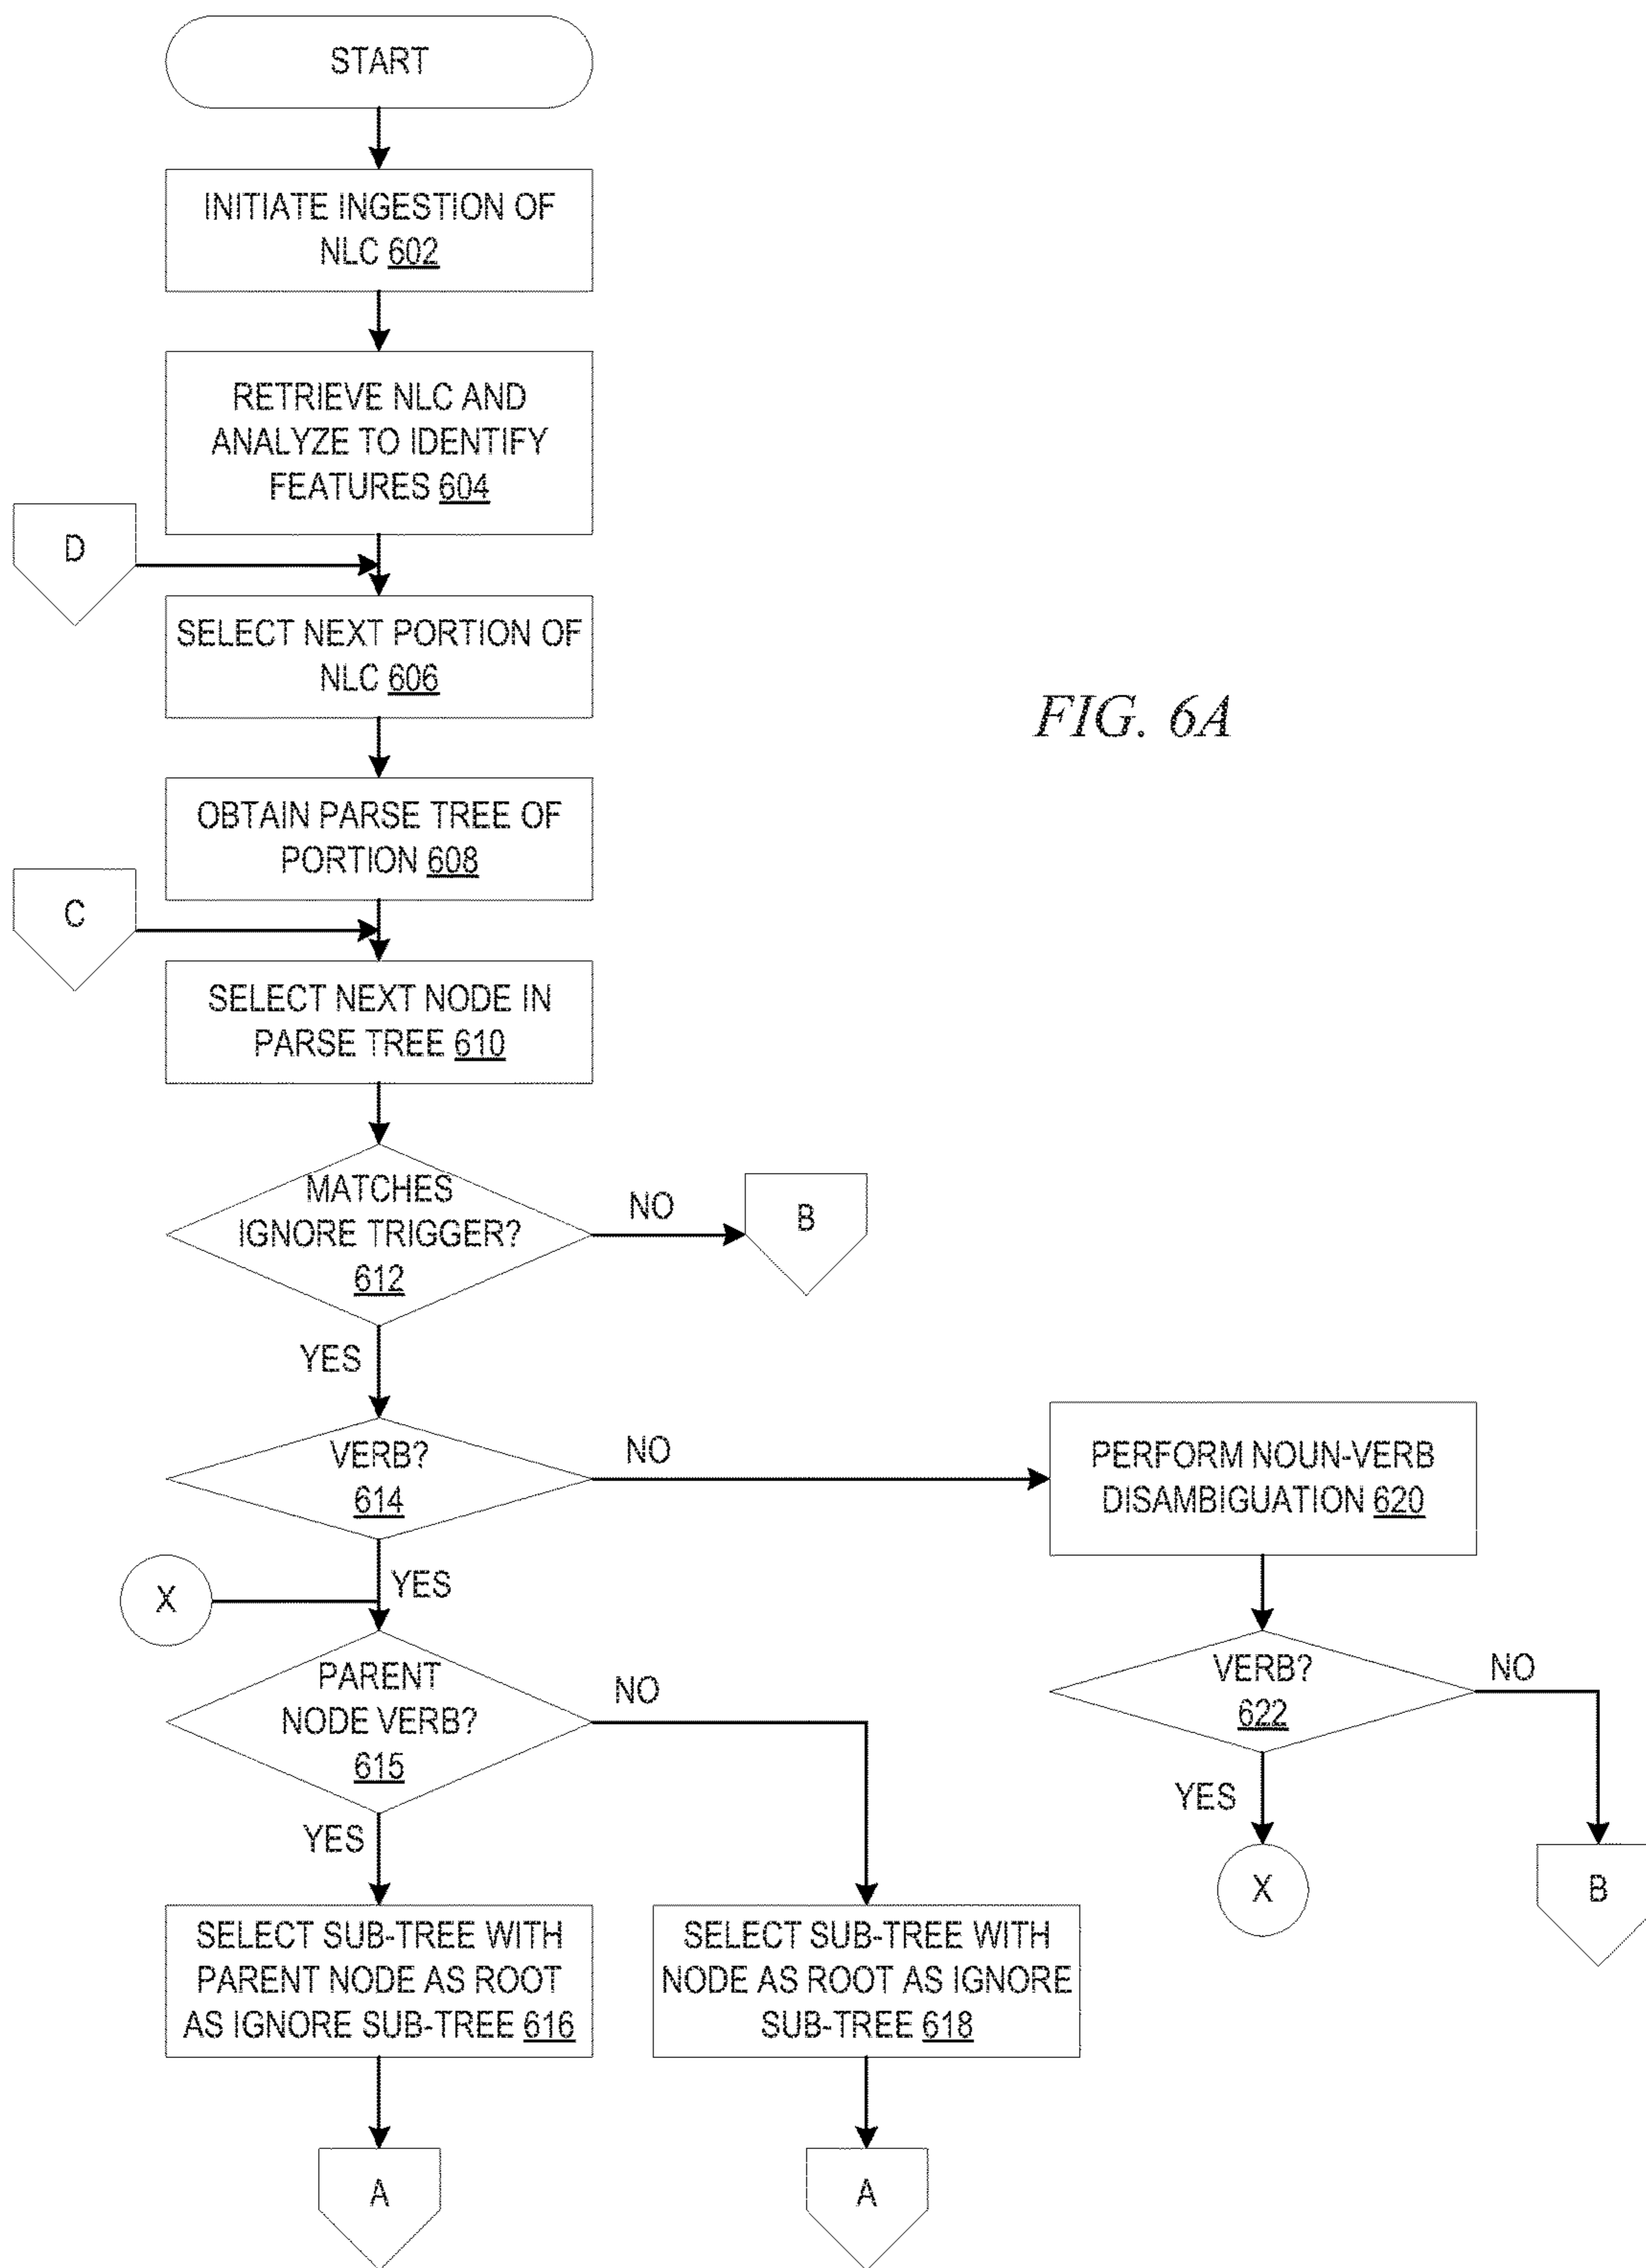 START
INITIATE INGESTION OF
NLC 602
RETRIEVE NLC AND
ANALYZE TO IDENTIFY
FEATURES 604
D
SELECT NEXT PORTION OF
NLC 606
FIG. 6A
OBTAIN PARSE TREE OF
PORTION 608
C
SELECT NEXT NODE IN
PARSE TREE 610
MATCHES
IGNORE TRIGGER?
612
NO
B
YES
VERB?
614
NO
PERFORM NOUN-VERB
DISAMBIGUATION 620
YES
X
PARENT
NODE VERB?
615
NO
VERB?
622
NO
YES
YES
X
B
SELECT SUB-TREE WITH
PARENT NODE AS ROOT
AS IGNORE SUB-TREE 616
SELECT SUB-TREE WITH
NODE AS ROOT AS IGNORE
SUB-TREE 618
A
A